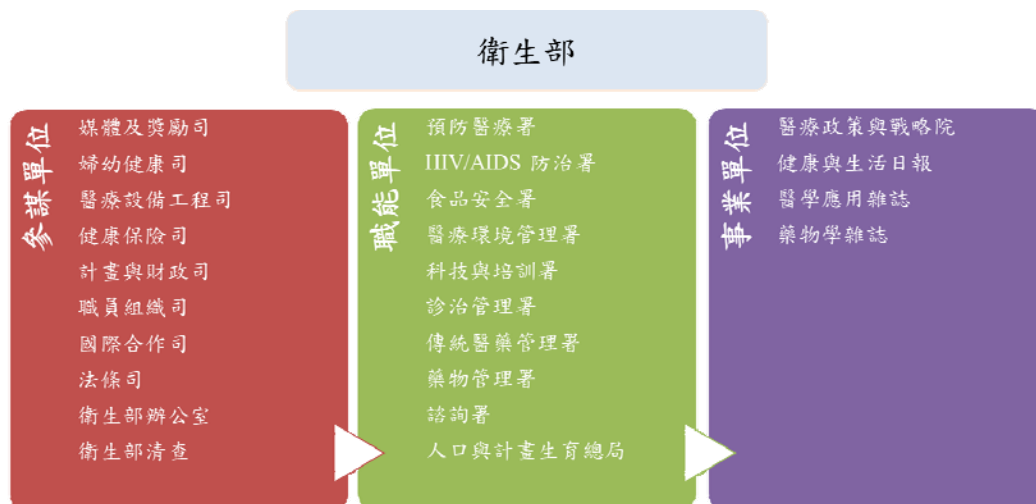 衛生部
參謀單位
媒體及獎勵司
婦幼健康司
醫療設備工程司
健康保險司
計畫與財政司
職員組織司
國際合作司
法條司
衛生部辦公室
衛生部清查
職能單位
預防醫療署
HIV/AIDS 防治署
食品安全署
醫療環境管理署
科技與培訓署
診治管理署
傳統醫藥管理署
藥物管理署
諮詢署
人口與計畫生育總局
事業單位
醫療政策與戰略院
健康與生活日報
醫學應用雜誌
藥物學雜誌